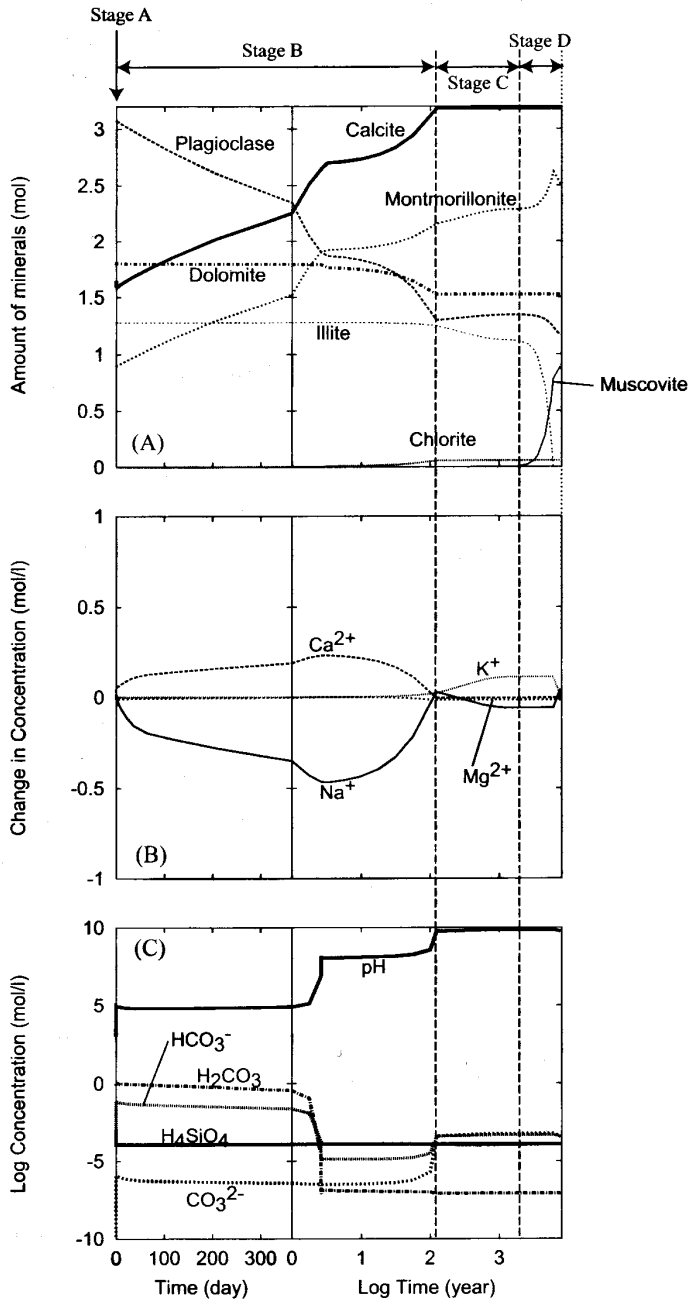 Stage A
Stage B
Stage C
Stage D
Amount of minerals (mol)
3
2.5
2
1.5
1
0.5
0
Plagioclase
Calcite
Montmorillonite
Dolomite
Illite
Muscovite
Chlorite
(A)
Change in Concentration (mol/l)
1
0.5
0
-0.5
-1
Ca2+
K+
Na+
Mg2+
(B)
Log Concentration (mol/l)
10
5
0
-5
-10
(C)
pH
HCO3−
H2CO3
H4SiO4
CO32−
0 100 200 300 0 1 2 3
Time (day) Log Time (year)